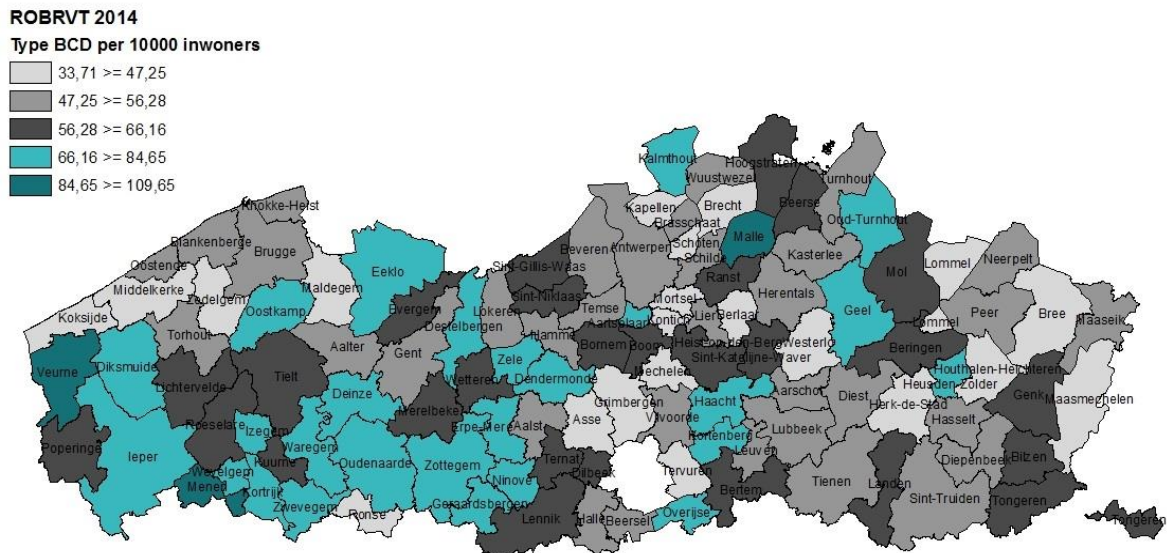 ROBRVT 2014
Type BCD per 10000 inwoners
33,71 >= 47,25
47,25 >= 56,28
56,28 >= 66,16
66,16 >= 84,65
84,65 >= 109,65
Kalmthout
Hoogstraten
Wuustwezel
Turnhout
Kapellen
Brecht
Beerse
Knokke-Heist
Brasschaat
Oud-Turnhout
Blankenberge
Brugge
Beveren
Antwerpen
Schoten
Malle
Schilde
Kasterlee
Oostende
Eeklo
Sint-Gillis-Waas
Ranst
Mol
Lommel
Neerpelt
Middelkerke
Zedelgem
Maldegem
Sint-Niklaas
Mortsel
Herentals
Koksijde
Oostkamp
Evergem
Lokeren
Temse
Kontich
Lier
Berlaar
Geel
Peer
Bree
Maaseik
Torhout
Destelbergen
Hamme
Bornem
Boom
Heist-op-den-Berg
Westerlo
Beringen
Veurne
Diksmuide
Aalter
Gent
Zele
Mechelen
Houthalen-Helchteren
Lichtervelde
Tielt
Deinze
Wetteren
Dendermonde
Haacht
Aarschot
Diest
Heusden-Zolder
Genk
Maasmechelen
Merelbeke
Grimbergen
Herk-de-Stad
Roeselare
Izegem
Erpe-Mere
Aalst
Asse
Vilvoorde
Lubbeek
Hasselt
Poperinge
Ieper
Waregem
Oudenaarde
Zottegem
Kortenberg
Leuven
Diepenbeek
Bilzen
Kuurne
Ternat
Dilbeek
Tervuren
Wevelgem
Menen
Kortrijk
Ninove
Bertem
Tienen
Landen
Sint-Truiden
Tongeren
Zwevegem
Geraardsbergen
Ronse
Lennik
Halle
Beersel
Overijse
Tongeren